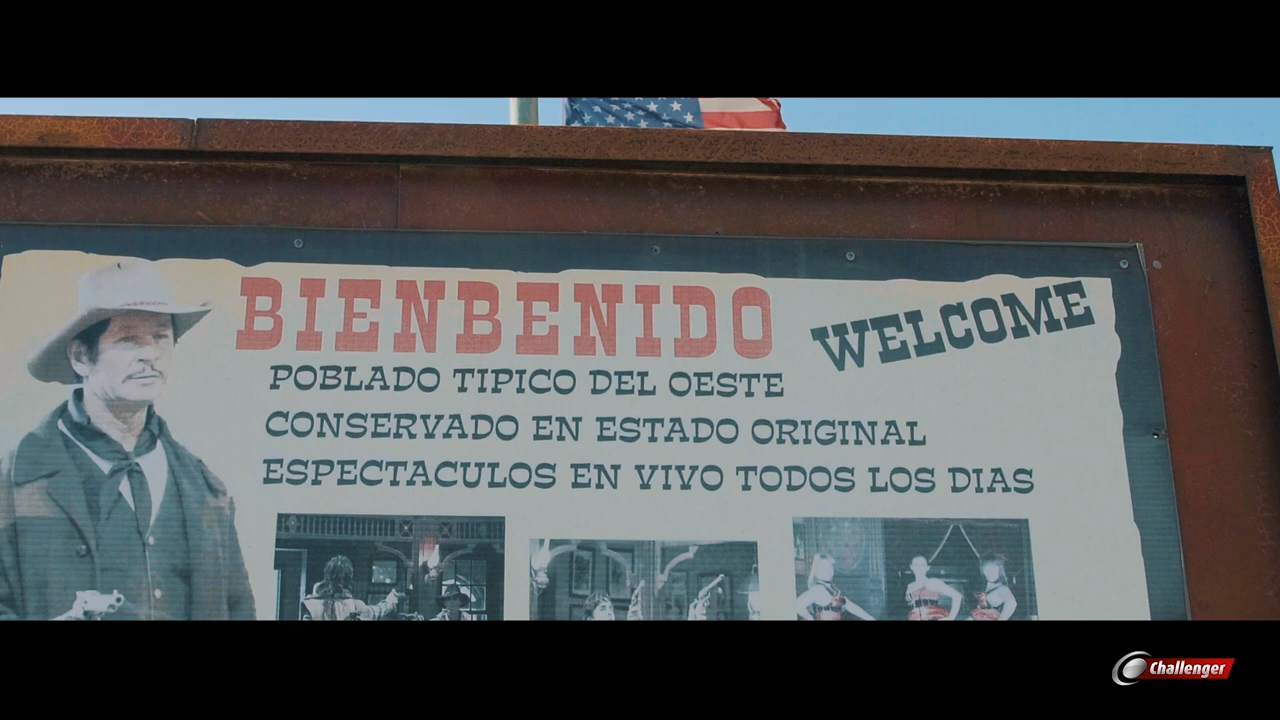 BIENBENIDO
WELCOME
POBLADO TIPICO DEL OESTE
CONSERVADO EN ESTADO ORIGINAL
ESPECTACULOS EN VIVO TODOS LOS DIAS
Challenger